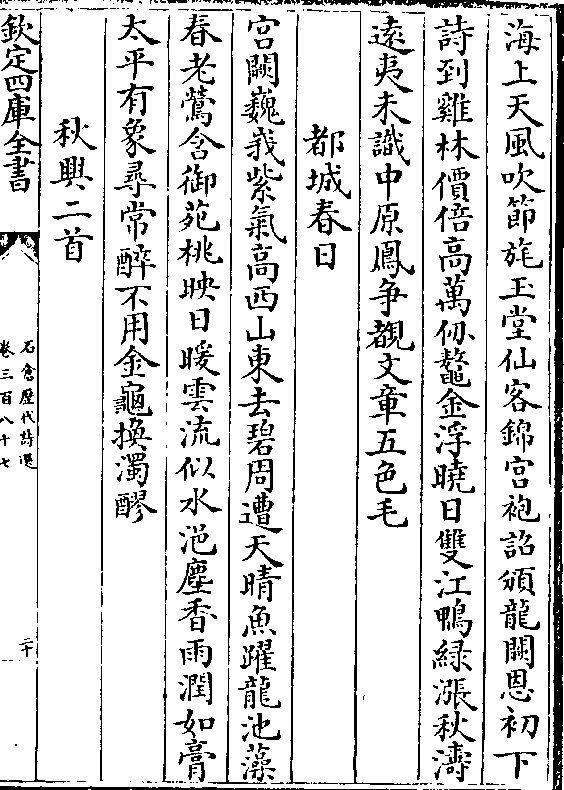 海上天風吹節旄玉堂仙客錦宮袍詔頒龍闕恩初下
詩到雞林價倍高萬仭鼇金浮曉日雙江鴨緑漲秋濤
遠夷未識中原鳳争覩文章五色毛
都城春日
宫闕巍峩紫氣高西山東去碧周遭天晴魚躍龍池藻
春老鶯含御苑桃映日暖雲流似水浥塵香雨潤如膏
太平有象尋常醉不用金龜換濁醪
秋興二首
欽定四庫全書
石倉歴代詩選
卷三百八十七
二十